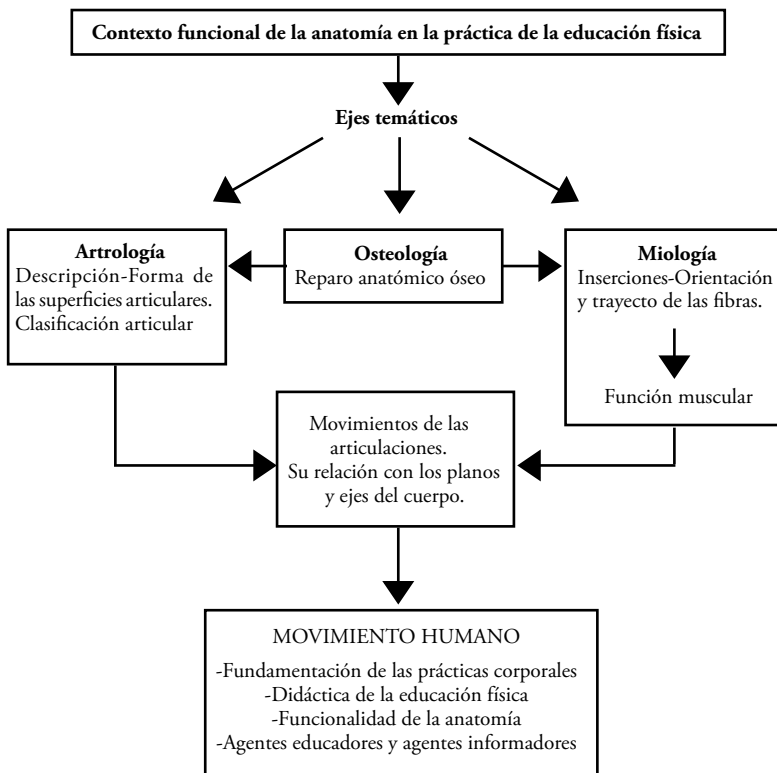 Contexto funcional de la anatomía en la práctica de la educación física
Ejes temáticos
Artrología
Descripción-Forma de
las superficies articulares.
Clasificación articular
Osteología
Reparo anatómico óseo
Miología
Inserciones-Orientación
y trayecto de las fibras.
Función muscular
Movimientos de las
articulaciones.
Su relación con los planos
y ejes del cuerpo.
MOVIMIENTO HUMANO
-Fundamentación de las prácticas corporales
-Didáctica de la educación física
-Funcionalidad de la anatomía
-Agentes educadores y agentes informadores